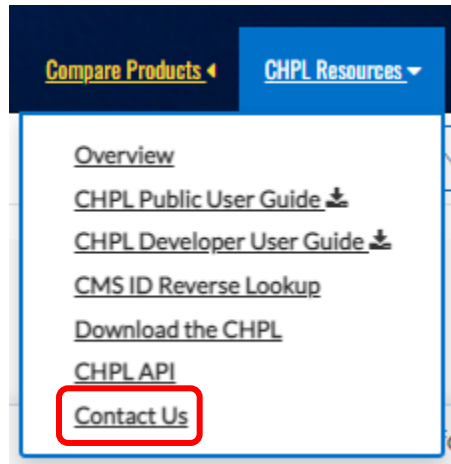 Compare Products CHPL Resources
Overview
CHPL Public User Guide
CHPL Developer User Guide
CMS ID Reverse Lookup
Download the CHPL
CHPL API
Contact Us